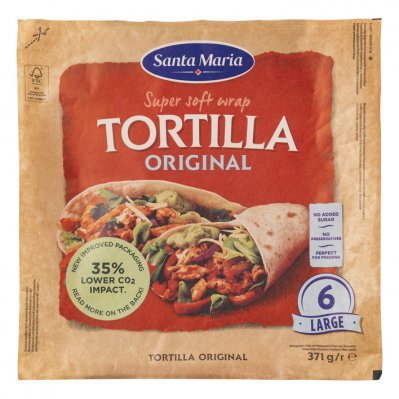 Santa Maria
Super soft wrap
TORTILLA
ORIGINAL
NEW IMPROVED PACKAGING
35%
LOWER CO₂
IMPACT.
READ MORE ON THE BACK!
NO ADDED
SUGAR
NO
PRESERVATIVES
PERFECT
FOR FREEZING
6
LARGE
TORTILLA ORIGINAL
371 g/r ℮
FSC